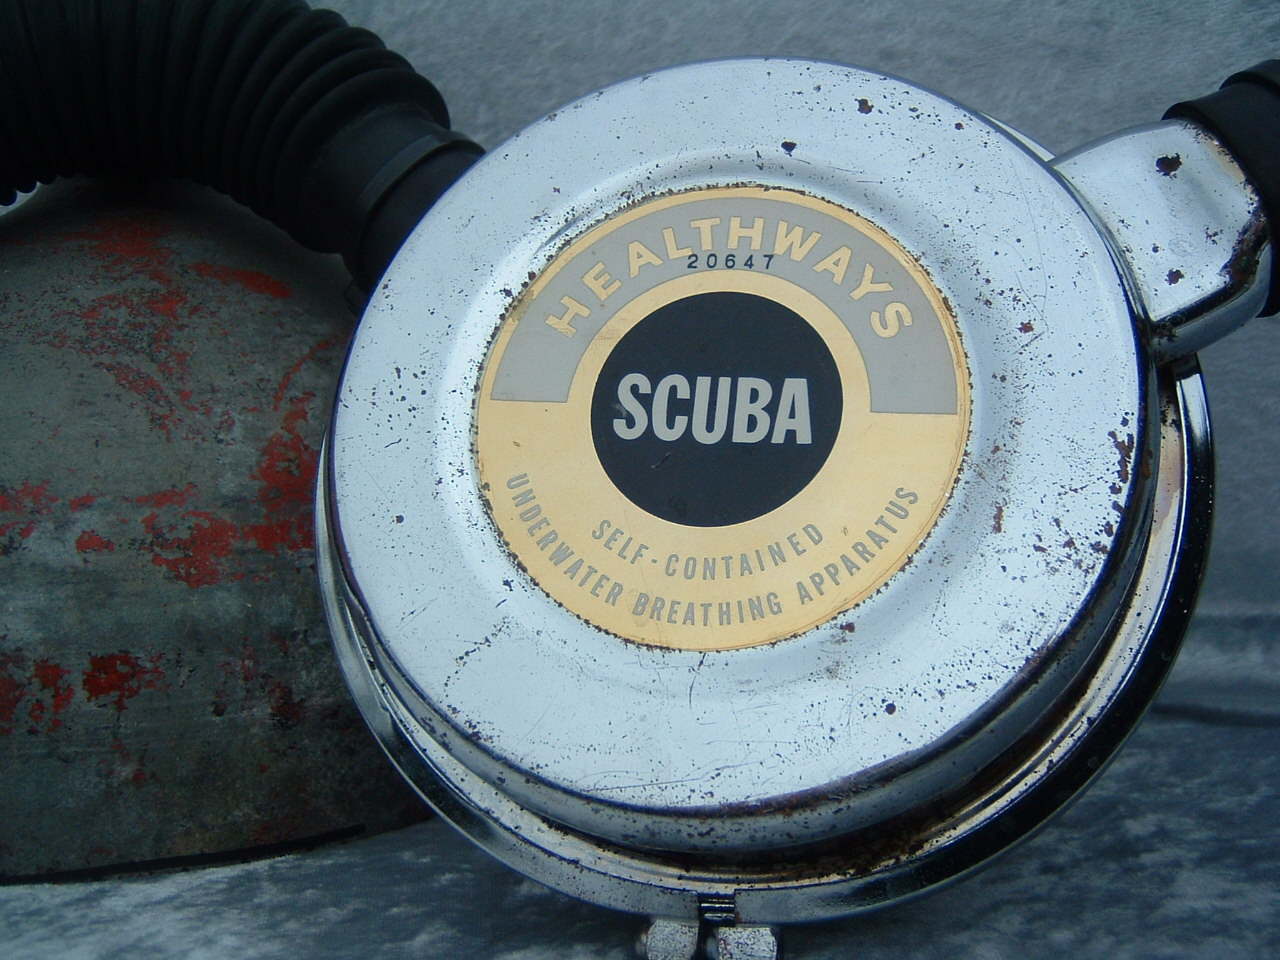 HEALTHWAYS
20647
SCUBA
SELF-CONTAINED
UNDERWATER BREATHING APPARATUS